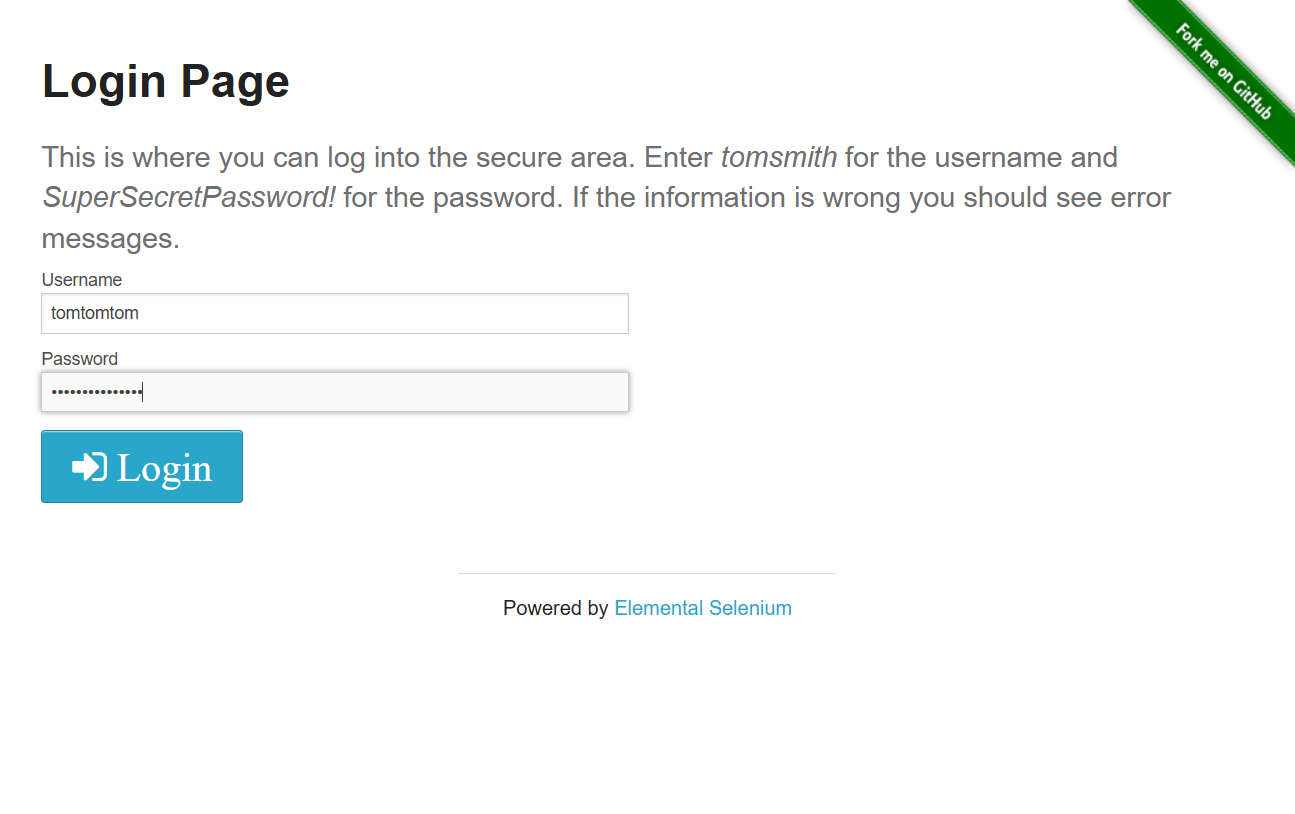 Fork me on GitHub
Login Page
This is where you can log into the secure area. Enter tomsmith for the username and
SuperSecretPassword! for the password. If the information is wrong you should see error
messages.
Username
tomtomtom
Password
•••••••••••••••
Login
Powered by Elemental Selenium